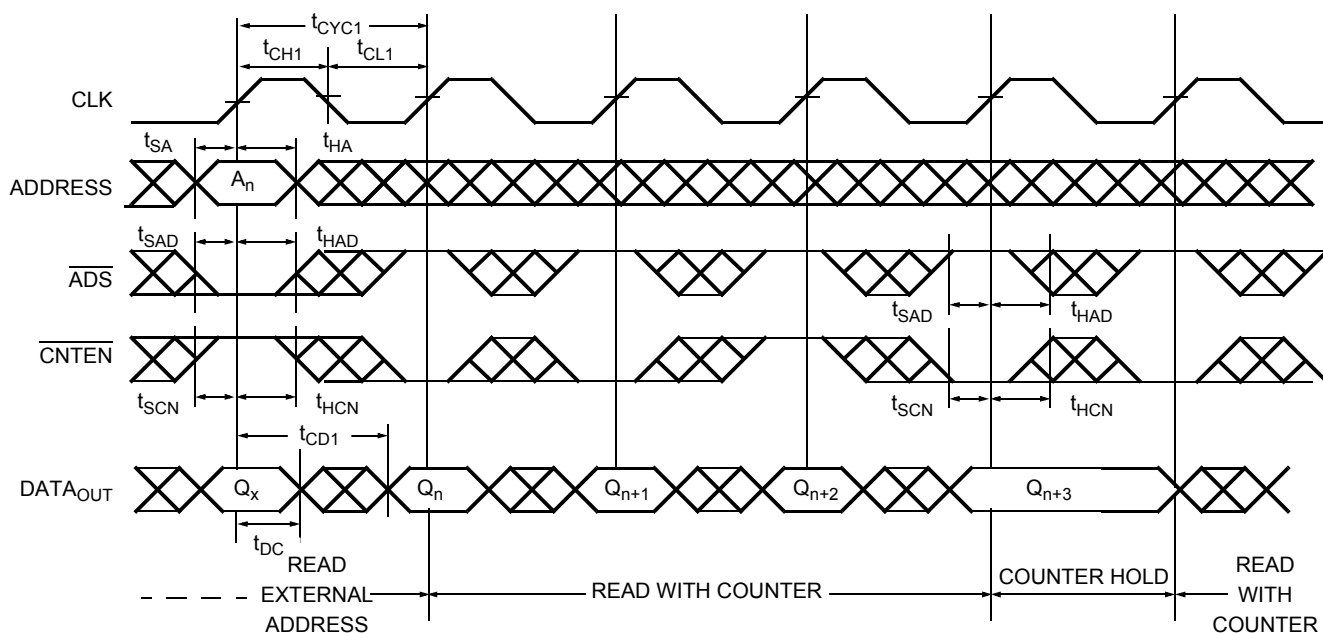 tCYC1
tCH1 tCL1
CLK
tSA tHA
ADDRESS An
tSAD tHAD
ADS
tSAD tHAD
CNTEN
tSCN tHCN tSCN tHCN
tCD1
DATAOUT Qx Qn Qn+1 Qn+2 Qn+3
tDC
READ
EXTERNAL
ADDRESS
READ WITH COUNTER
COUNTER HOLD
READ
WITH
COUNTER